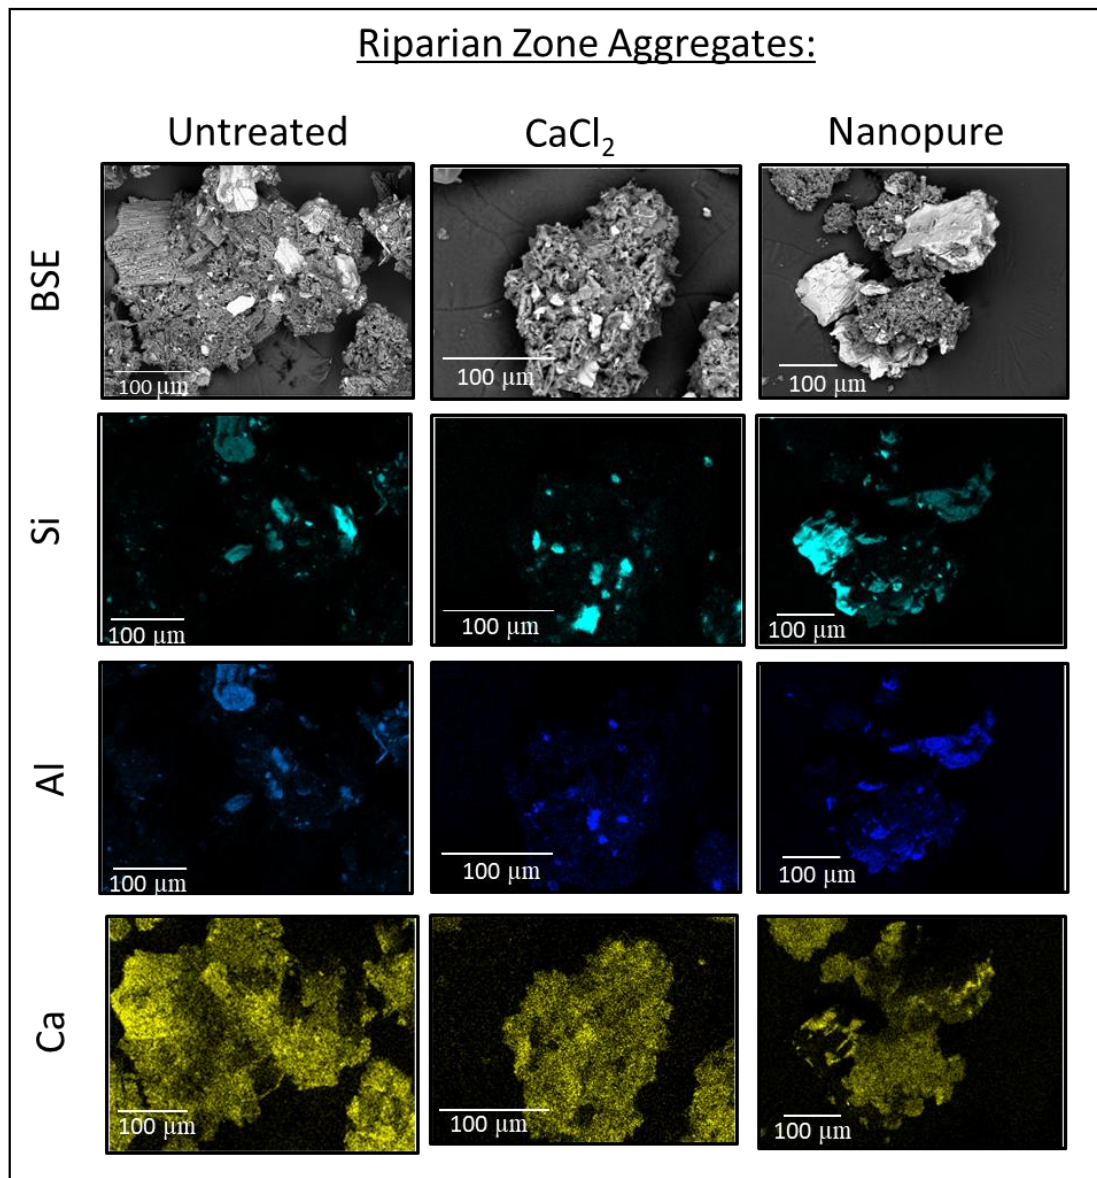 Riparian Zone Aggregates:
Untreated CaCl₂ Nanopure
BSE
100 µm 100 µm 100 µm
Si
100 µm 100 µm 100 µm
Al
100 µm 100 µm 100 µm
Ca
100 µm 100 µm 100 µm